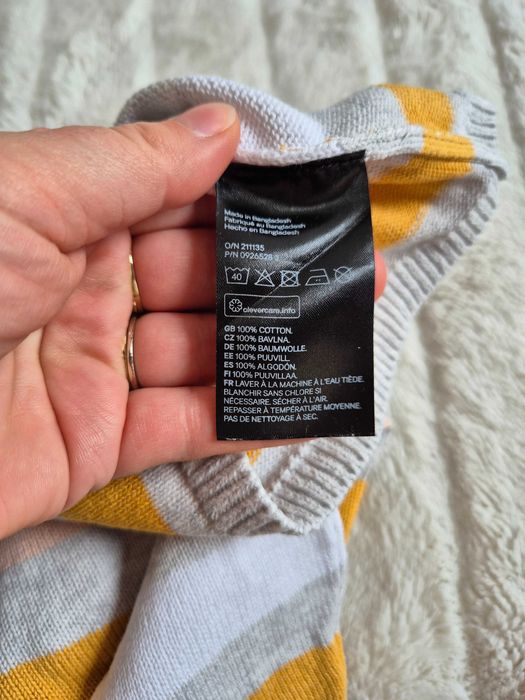 Made in Bangladesh
Fabriqué au Bangladesh
Hecho en Bangladesh
O/N 211135
P/N 0926528
40
clevercare.info
GB 100% COTTON.
CZ 100% BAVLNA.
DE 100% BAUMWOLLE.
EE 100% PUUVILL.
ES 100% ALGODÓN.
FI 100% PUUVILLAA.
FR LAVER À LA MACHINE À L'EAU TIÈDE.
BLANCHIR SANS CHLORE SI
NÉCESSAIRE. SÉCHER À L'AIR.
REPASSER À TEMPÉRATURE MOYENNE.
PAS DE NETTOYAGE À SEC.